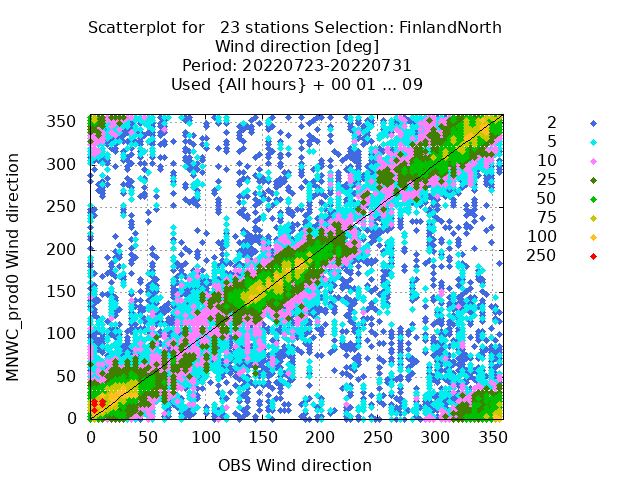 Scatterplot for   23 stations Selection: FinlandNorth
Wind direction [deg]
Period: 20220723-20220731
Used {All hours} + 00 01 ... 09
MNWC_prod0 Wind direction
350
300
250
200
150
100
50
0
0 50 100 150 200 250 300 350
OBS Wind direction
2
5
10
25
50
75
100
250